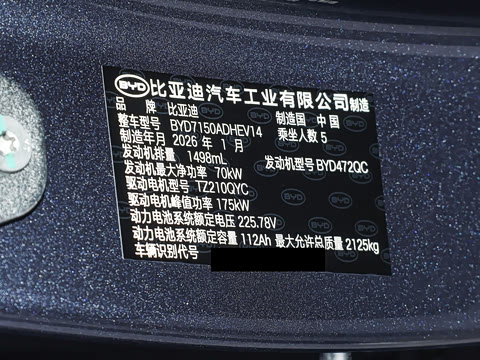 BYD 比亚迪汽车工业有限公司制造
品 牌 比亚迪 制造国 中国
整车型号 BYD7150ADHEV14 乘坐人数 5
制造年月 2026 年 1 月
发动机排量 1498mL 发动机型号 BYD472QC
发动机最大净功率 70kW
驱动电机型号 TZ210QYC
驱动电机峰值功率 175kW
动力电池系统额定电压 225.78V
动力电池系统额定容量 112Ah 最大允许总质量 2125kg
车辆识别代号